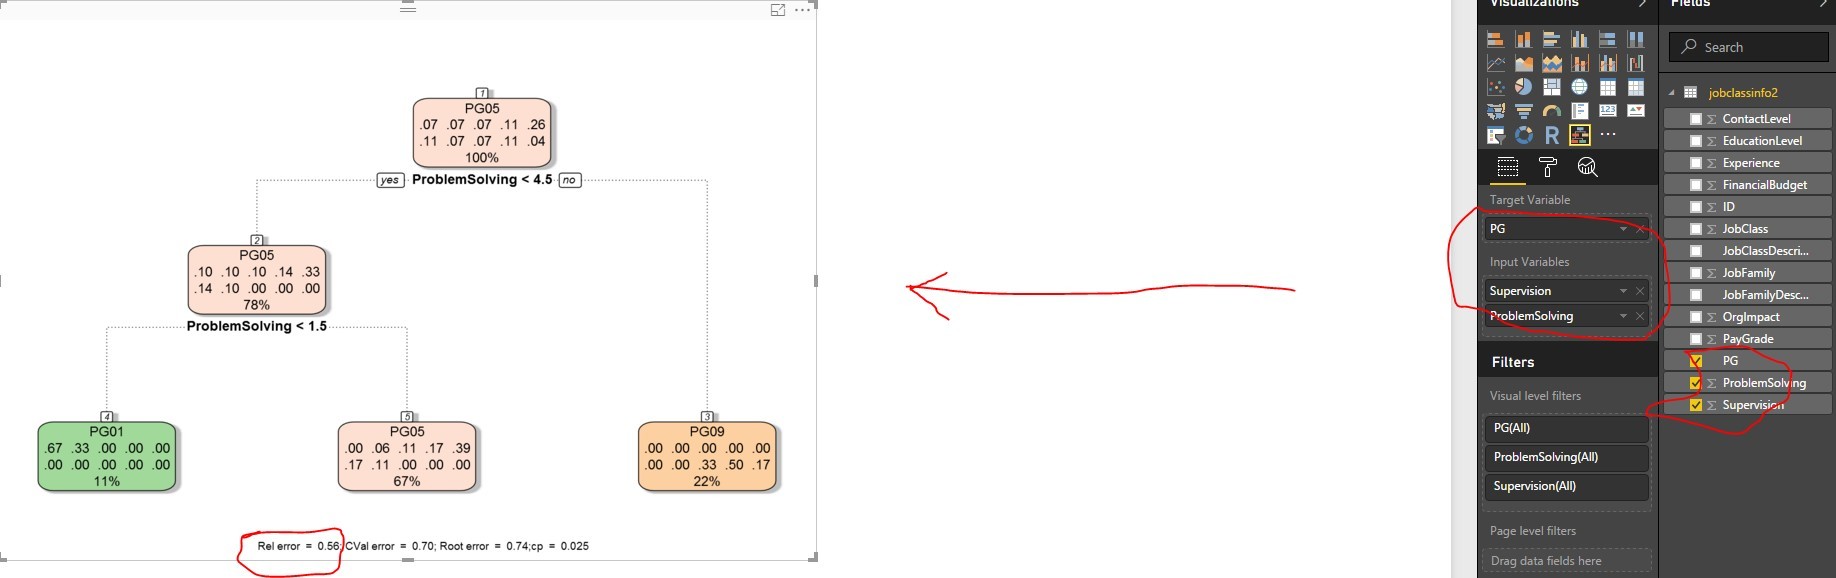 1
PG05
.07 .07 .07 .11 .26
.11 .07 .07 .11 .04
100%
yes ProblemSolving < 4.5 no
2
PG05
.10 .10 .10 .14 .33
.14 .10 .00 .00 .00
78%
ProblemSolving < 1.5
4
PG01
.67 .33 .00 .00 .00
.00 .00 .00 .00 .00
11%
5
PG05
.00 .06 .11 .17 .39
.17 .11 .00 .00 .00
67%
3
PG09
.00 .00 .00 .00 .00
.00 .00 .33 .50 .17
22%
Rel error = 0.56; CVal error = 0.70; Root error = 0.74;cp = 0.025
Visualizations
123
R
Target Variable
PG
Input Variables
Supervision
ProblemSolving
Filters
Visual level filters
PG(All)
ProblemSolving(All)
Supervision(All)
Page level filters
Drag data fields here
Fields
Search
jobclassinfo2
Σ ContactLevel
Σ EducationLevel
Σ Experience
Σ FinancialBudget
Σ ID
Σ JobClass
JobClassDescri...
Σ JobFamily
JobFamilyDesc...
Σ OrgImpact
Σ PayGrade
PG
Σ ProblemSolving
Σ Supervision